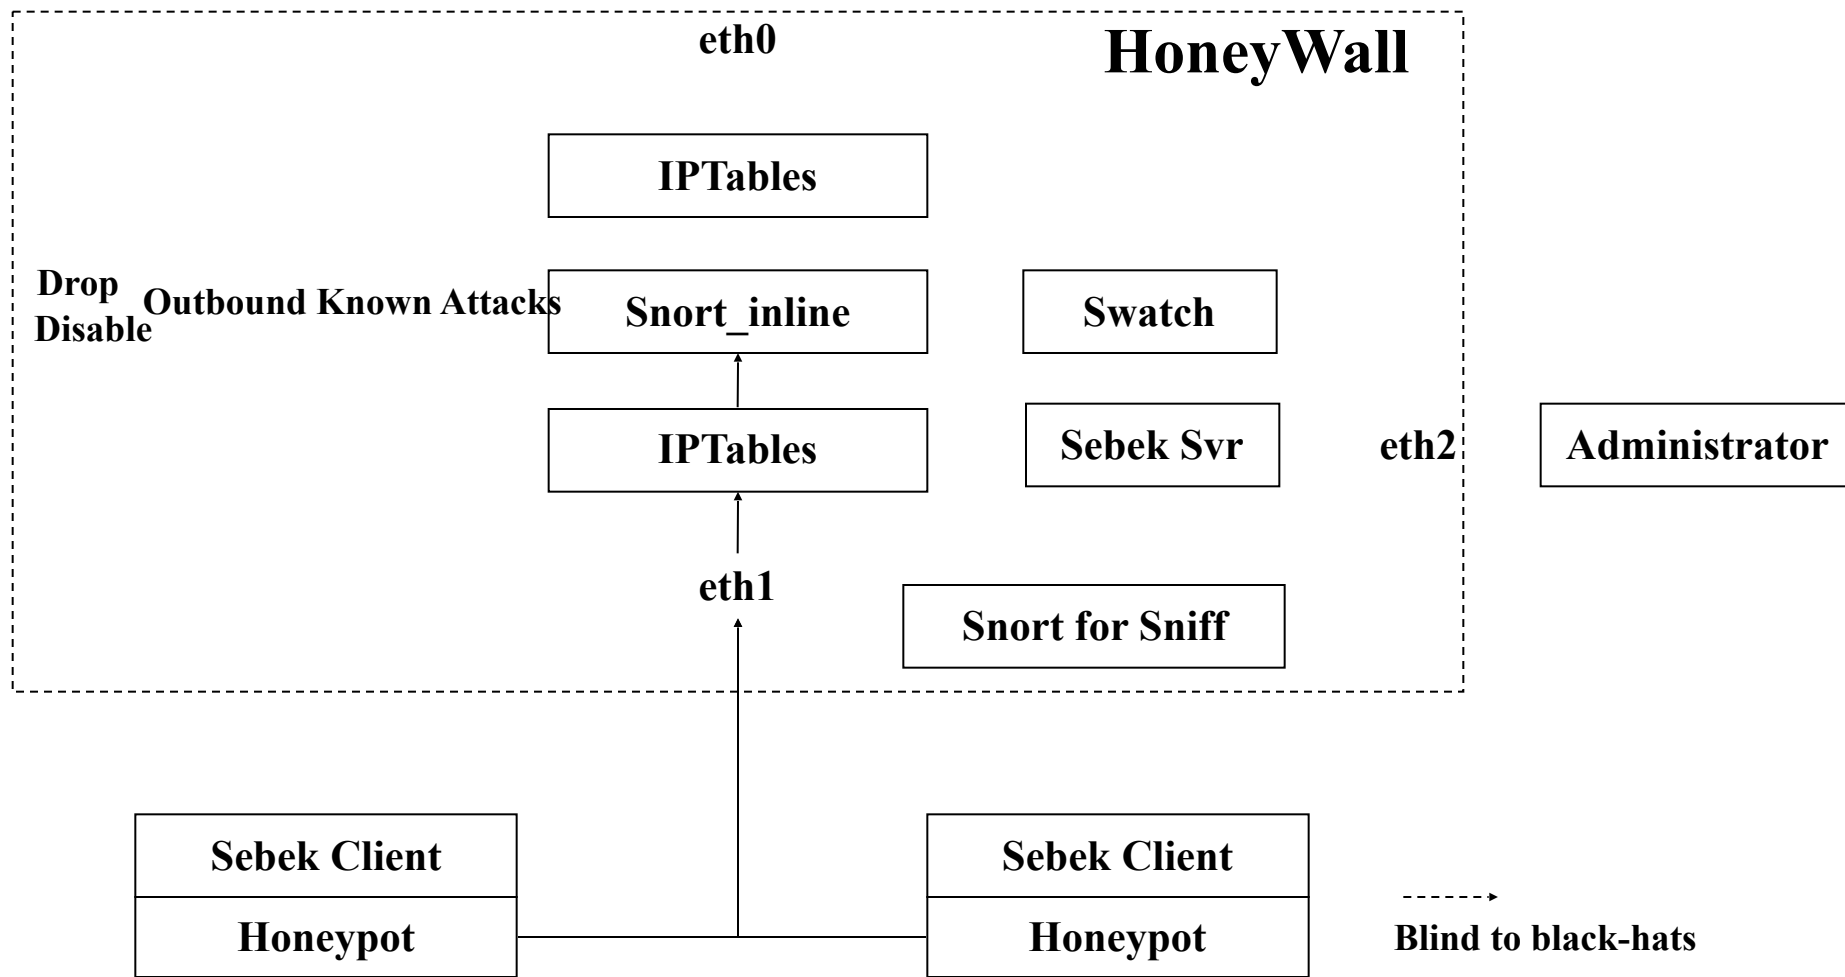 eth0
HoneyWall
IPTables
Drop
Disable
Outbound Known Attacks
Snort_inline
Swatch
IPTables
Sebek Svr
eth2
Administrator
eth1
Snort for Sniff
Sebek Client
Sebek Client
Honeypot
Honeypot
Blind to black-hats